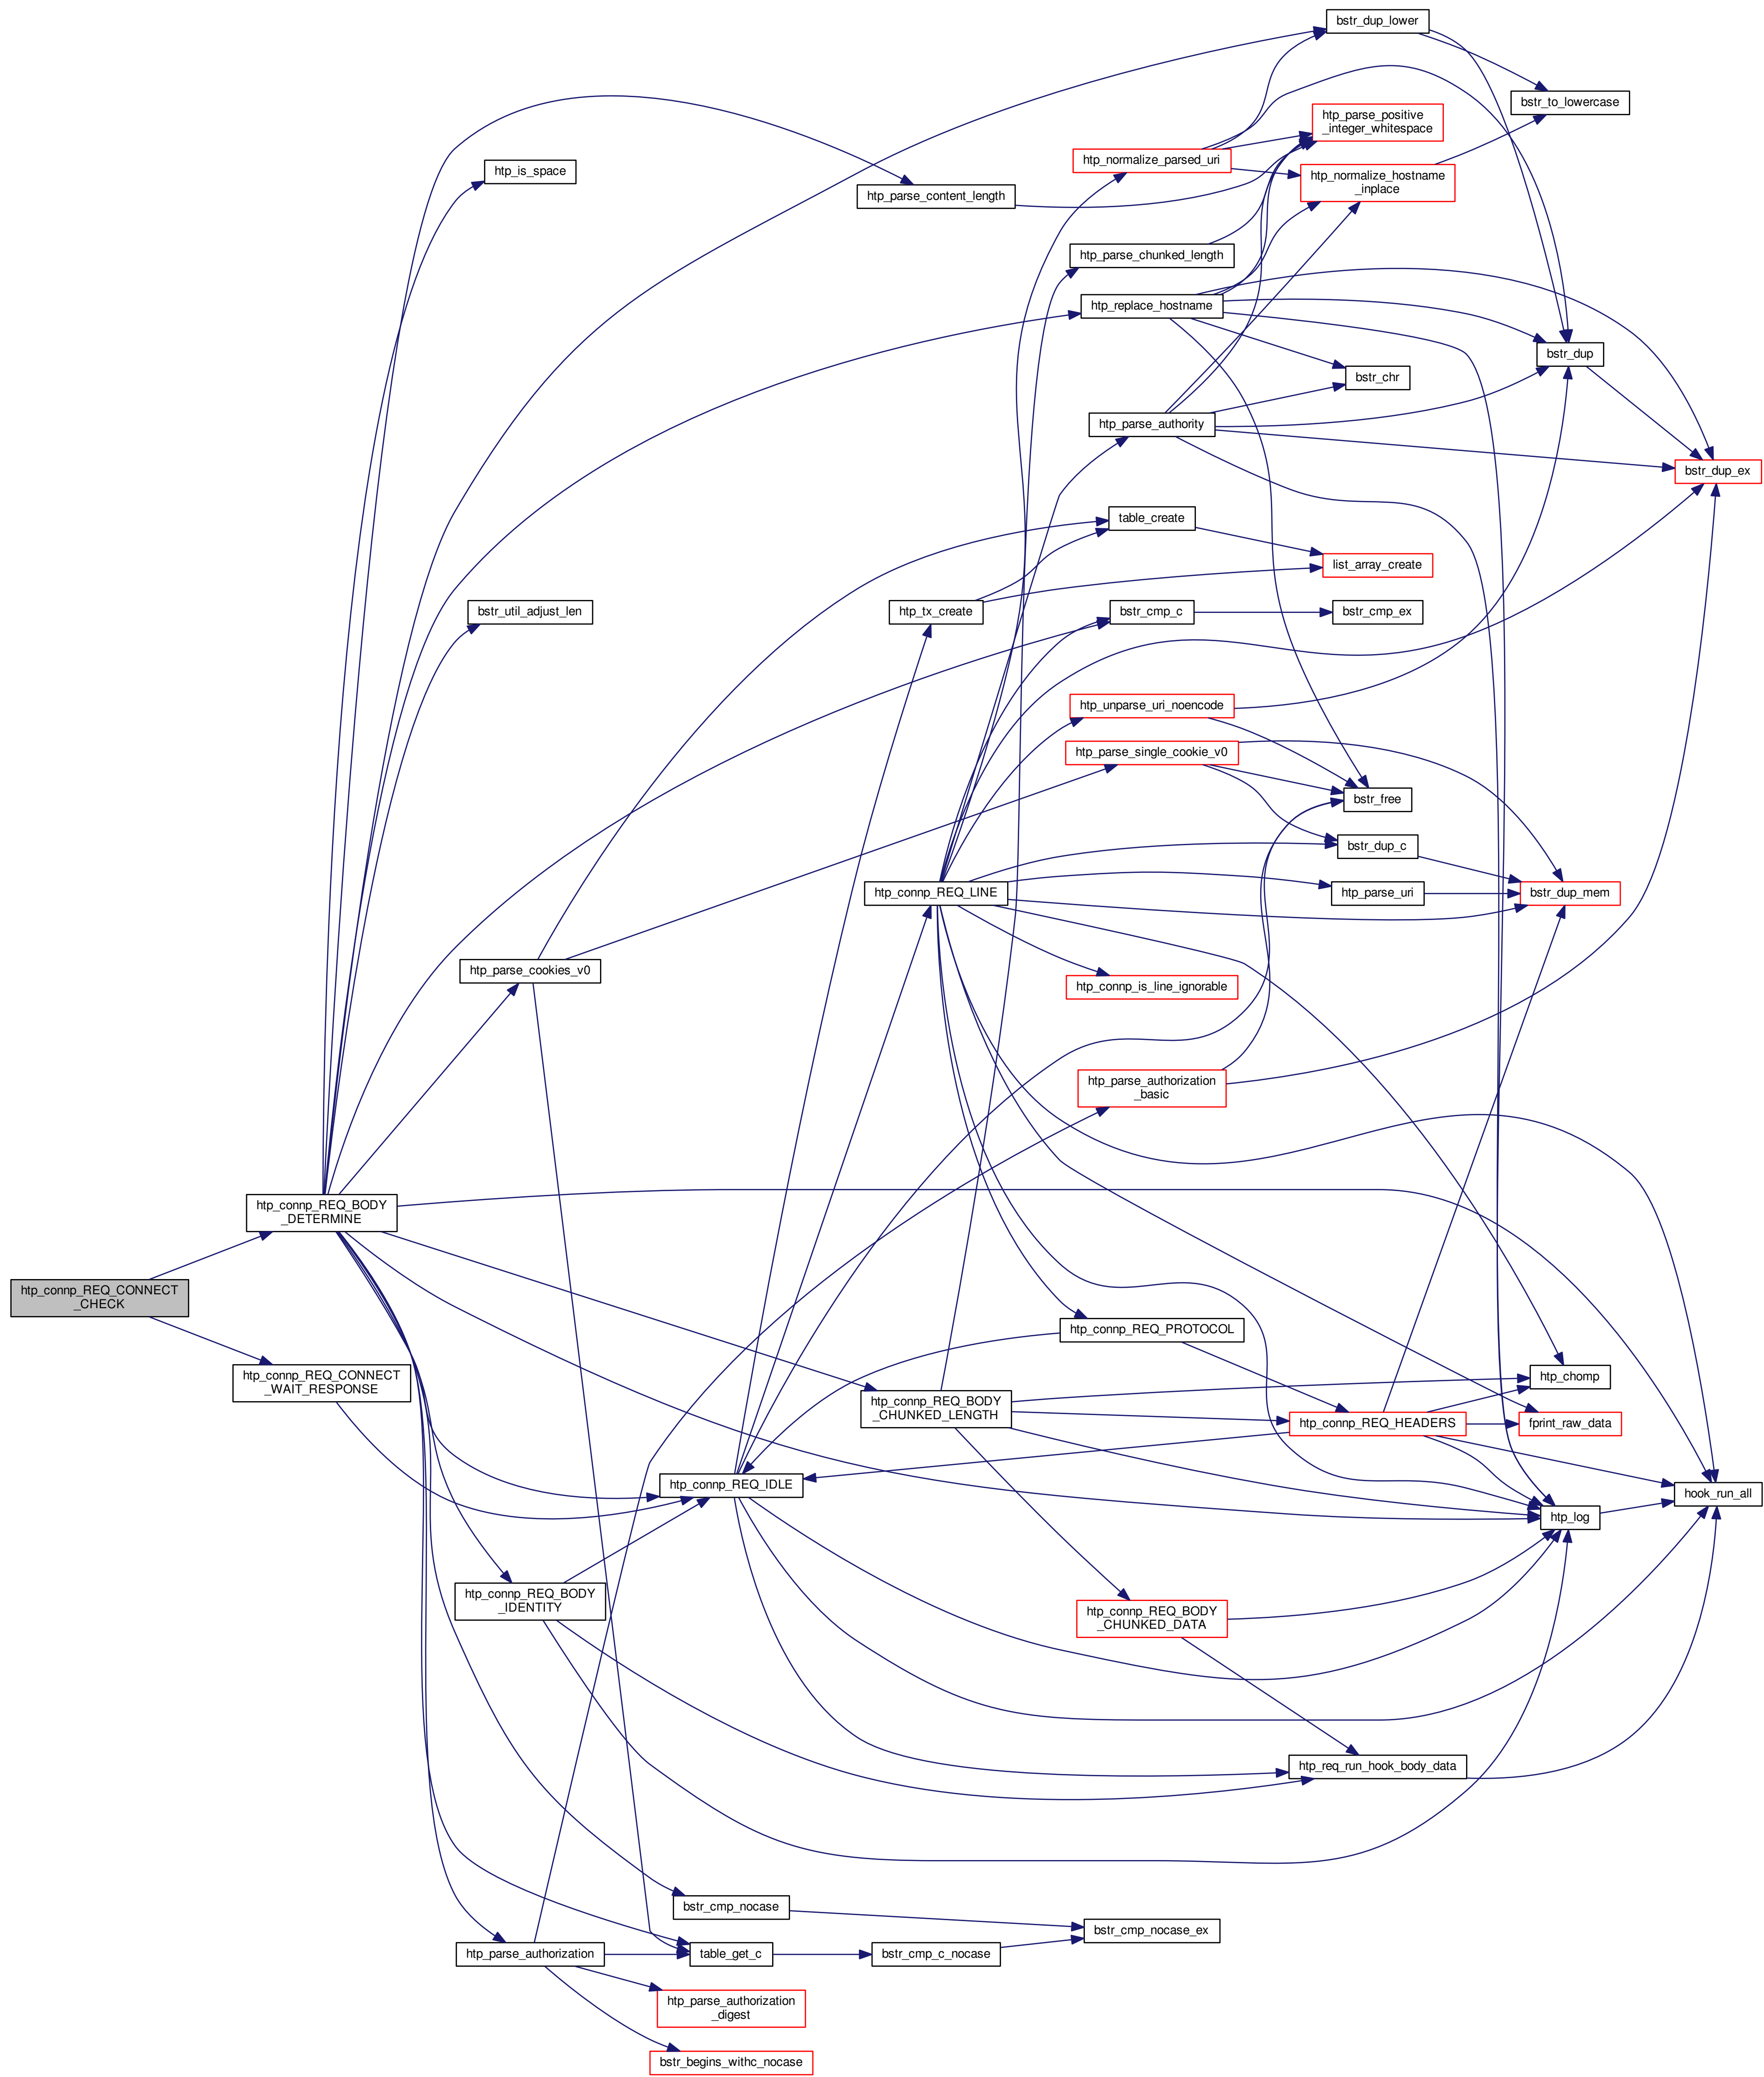 bstr_dup_lower
bstr_to_lowercase
htp_parse_positive
_integer_whitespace
htp_normalize_parsed_uri
htp_is_space
htp_normalize_hostname
_inplace
htp_parse_content_length
htp_parse_chunked_length
htp_replace_hostname
bstr_dup
bstr_chr
htp_parse_authority
bstr_dup_ex
table_create
list_array_create
bstr_util_adjust_len
htp_tx_create
bstr_cmp_c
bstr_cmp_ex
htp_unparse_uri_noencode
htp_parse_single_cookie_v0
bstr_free
bstr_dup_c
htp_connp_REQ_LINE
htp_parse_uri
bstr_dup_mem
htp_parse_cookies_v0
htp_connp_is_line_ignorable
htp_parse_authorization
_basic
htp_connp_REQ_BODY
_DETERMINE
htp_connp_REQ_CONNECT
_CHECK
htp_connp_REQ_PROTOCOL
htp_connp_REQ_CONNECT
_WAIT_RESPONSE
htp_chomp
htp_connp_REQ_BODY
_CHUNKED_LENGTH
htp_connp_REQ_HEADERS
fprint_raw_data
htp_connp_REQ_IDLE
hook_run_all
htp_log
htp_connp_REQ_BODY
_IDENTITY
htp_connp_REQ_BODY
_CHUNKED_DATA
htp_req_run_hook_body_data
bstr_cmp_nocase
bstr_cmp_nocase_ex
htp_parse_authorization
table_get_c
bstr_cmp_c_nocase
htp_parse_authorization
_digest
bstr_begins_withc_nocase